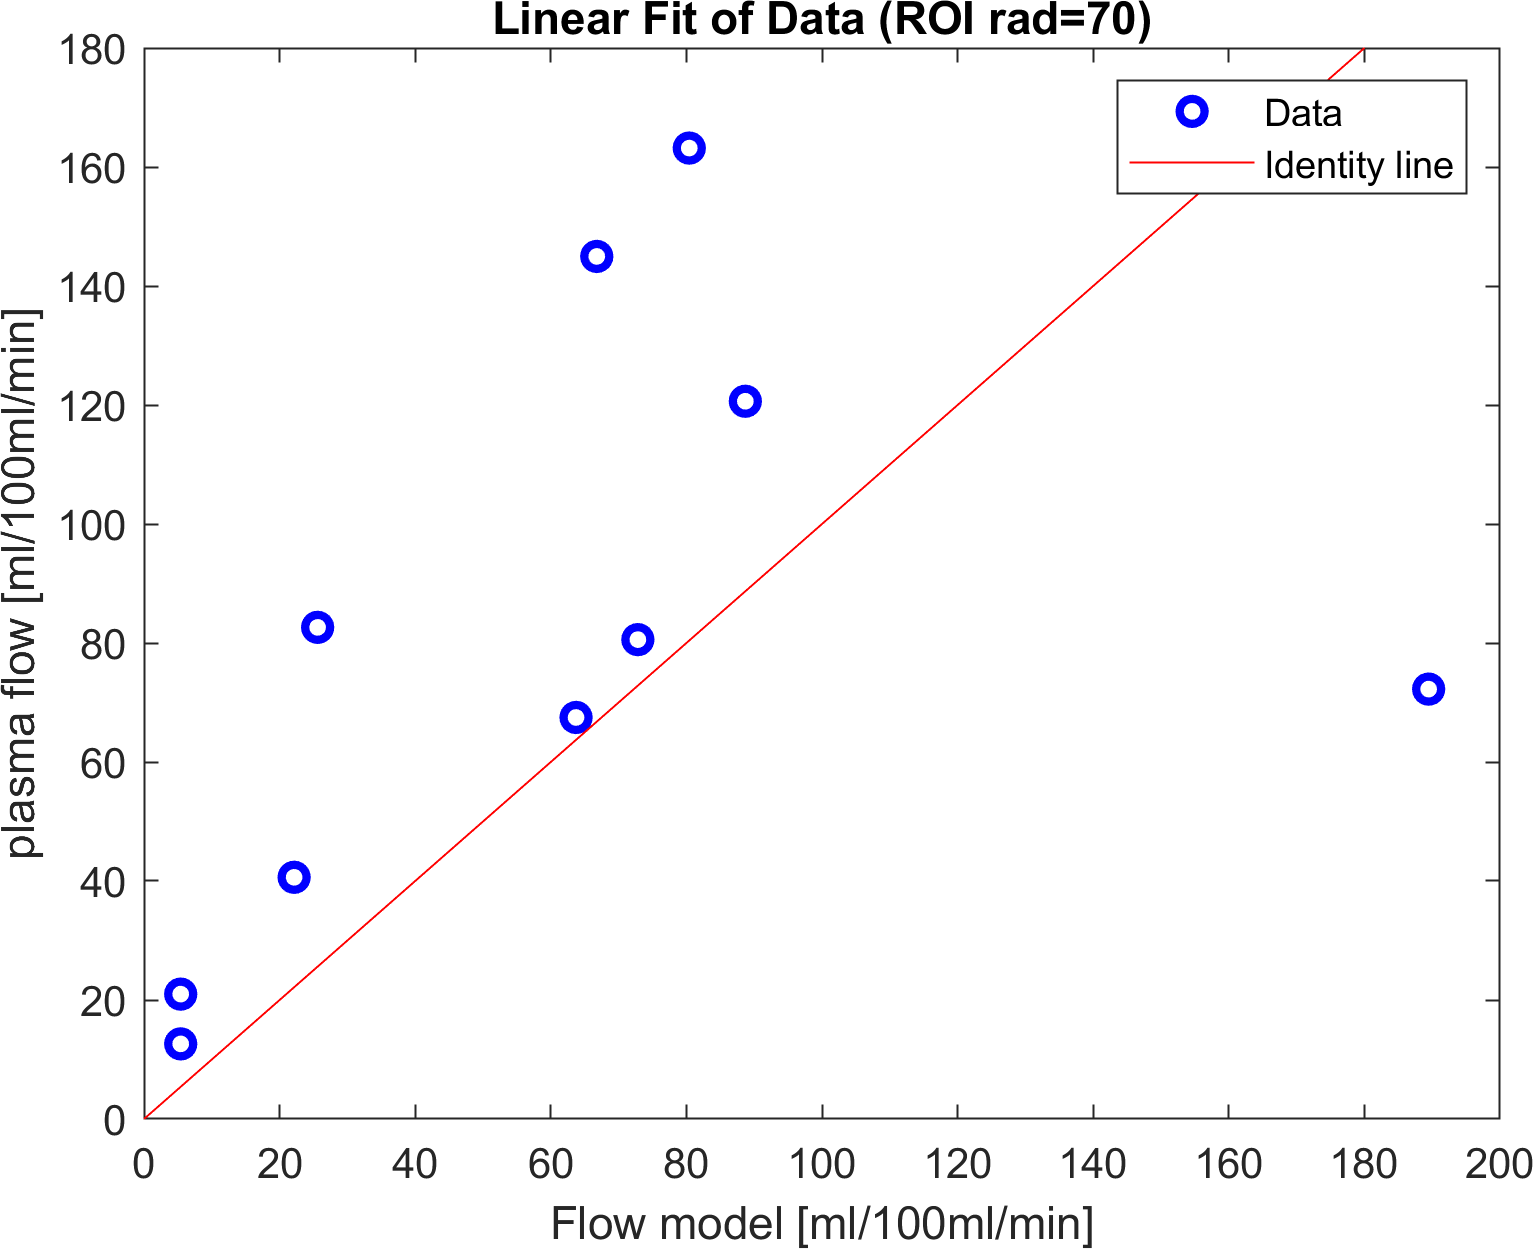 Linear Fit of Data (ROI rad=70)
180
160
140
120
100
80
60
40
20
0
plasma flow [ml/100ml/min]
Data
Identity line
0 20 40 60 80 100 120 140 160 180 200
Flow model [ml/100ml/min]